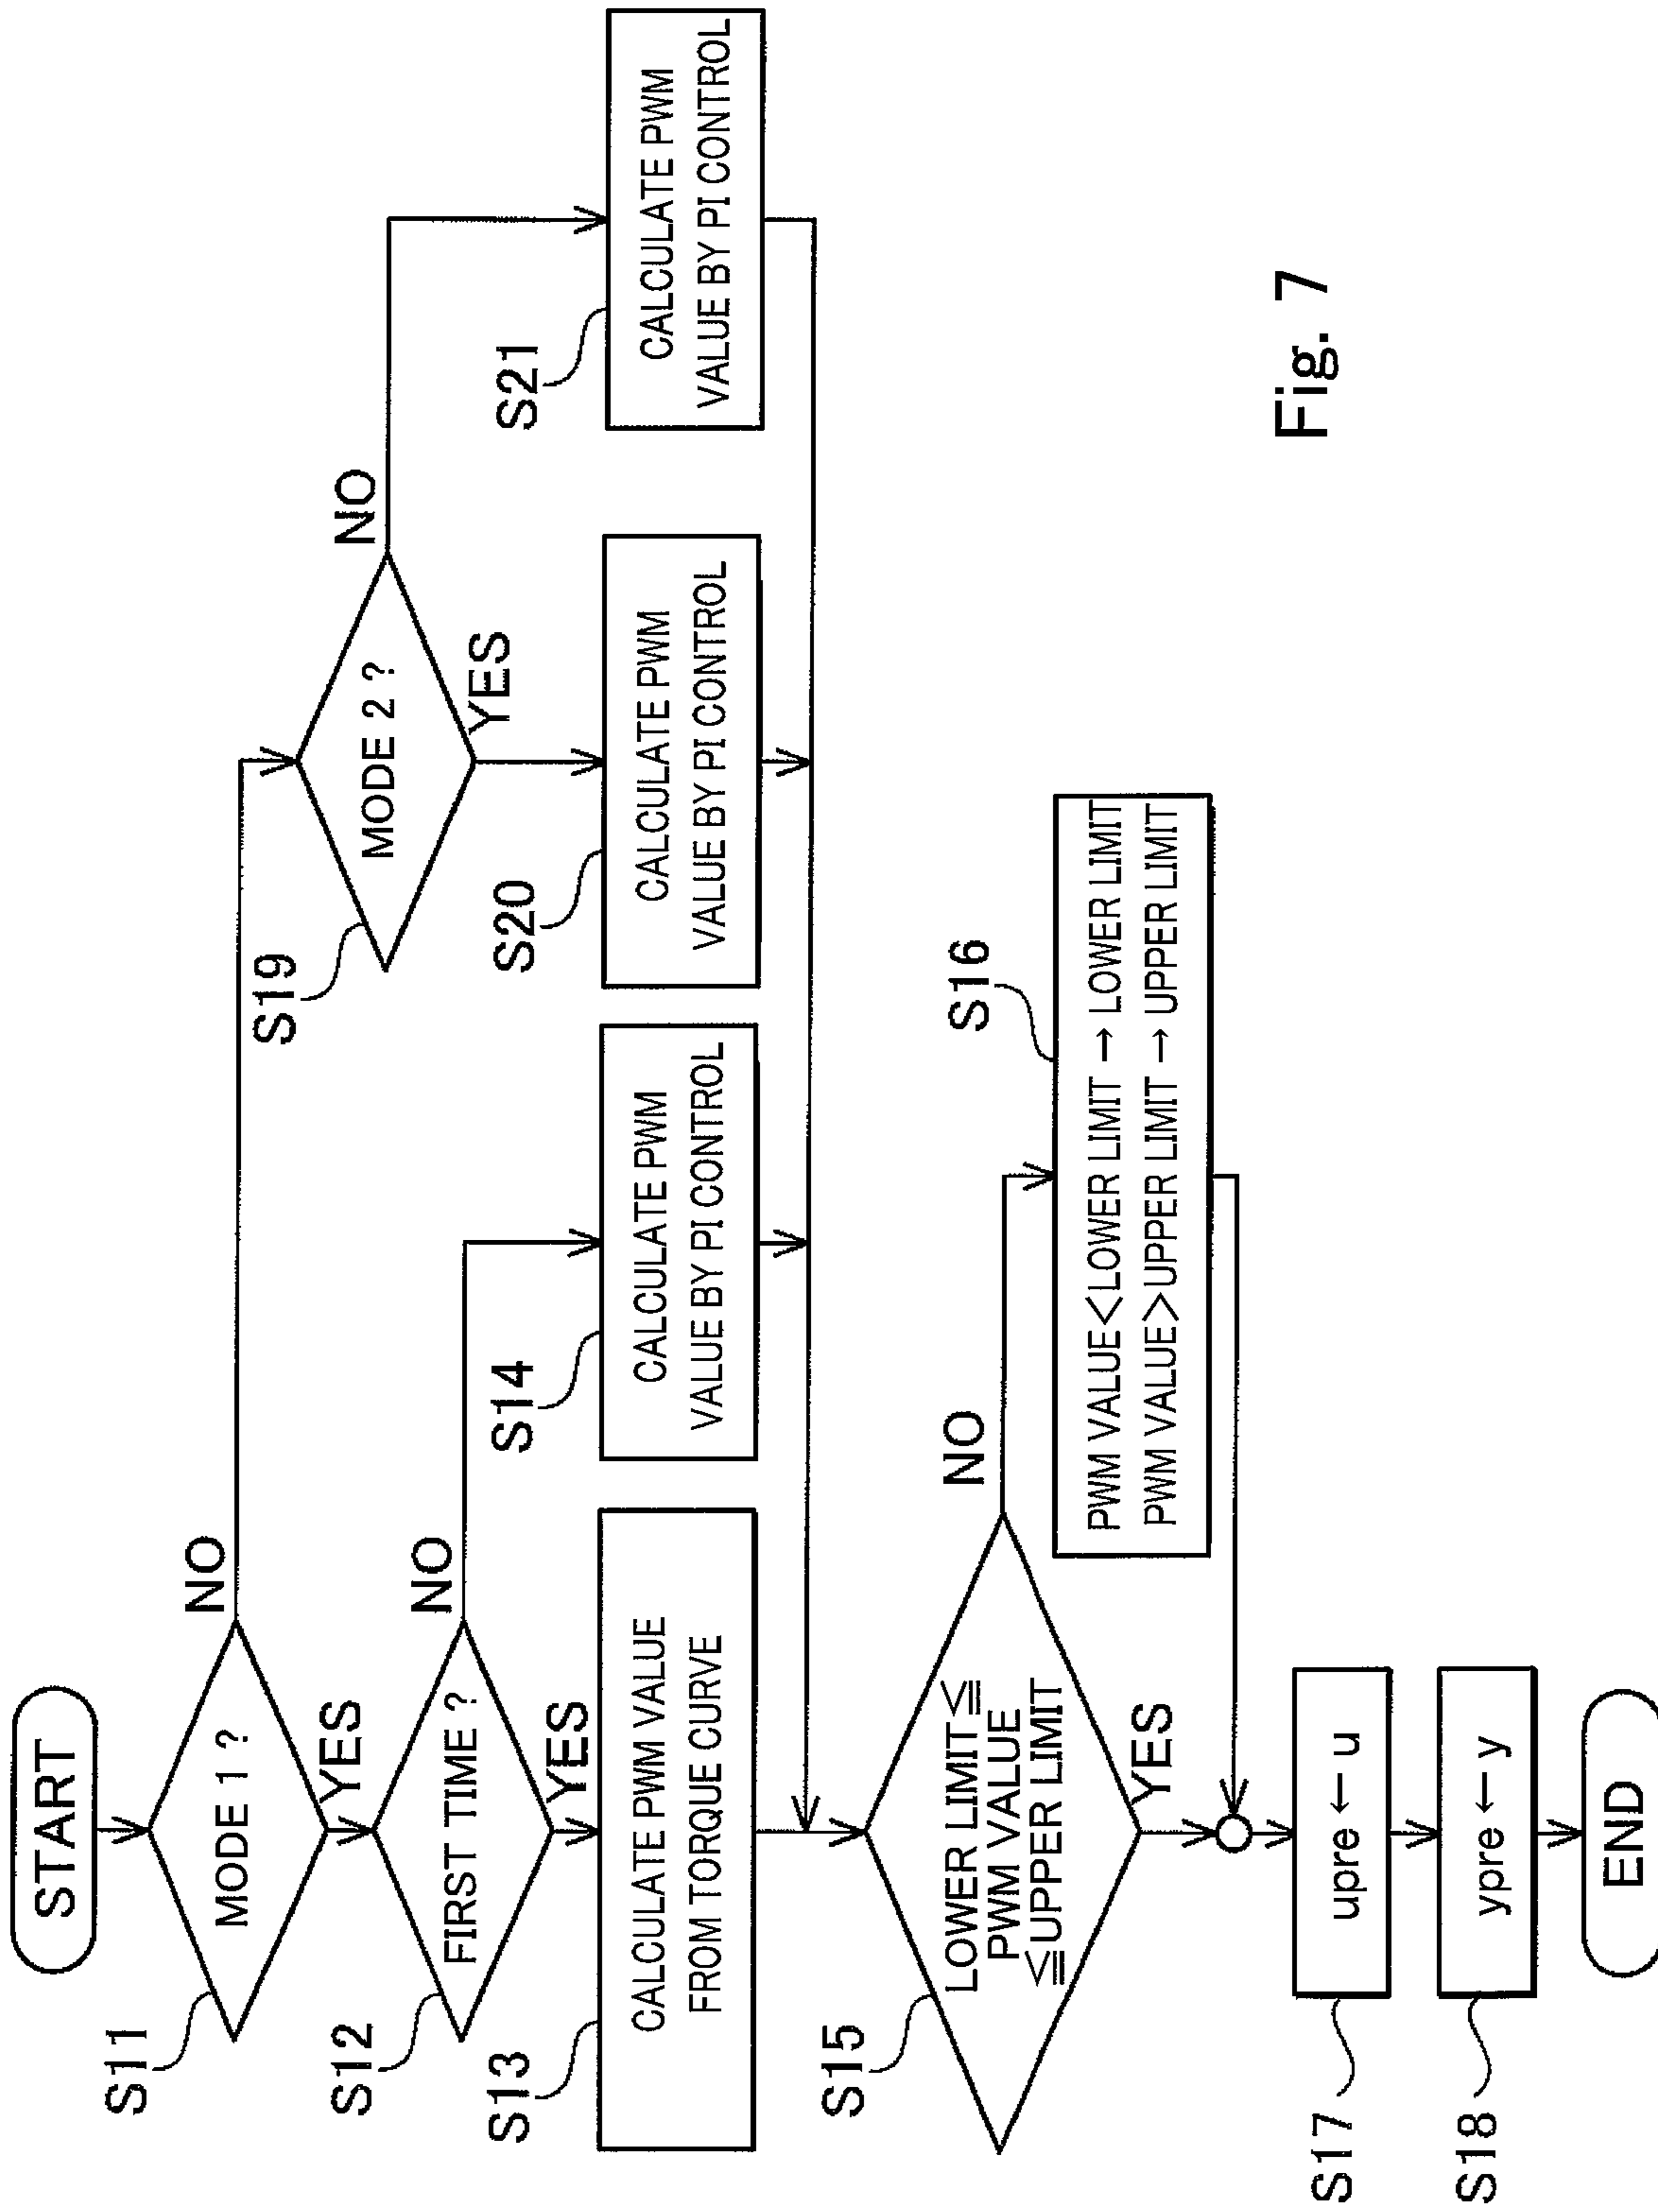 START
S11
MODE 1 ?
NO
YES
S12
FIRST TIME ?
NO
YES
S19
MODE 2 ?
NO
YES
S13
CALCULATE PWM VALUE
FROM TORQUE CURVE
S14
CALCULATE PWM
VALUE BY PI CONTROL
S20
CALCULATE PWM
VALUE BY PI CONTROL
S21
CALCULATE PWM
VALUE BY PI CONTROL
S15
LOWER LIMIT≦
PWM VALUE
≦UPPER LIMIT
NO
YES
S16
PWM VALUE<LOWER LIMIT → LOWER LIMIT
PWM VALUE>UPPER LIMIT → UPPER LIMIT
S17
upre ← u
S18
ypre ← y
END
Fig. 7